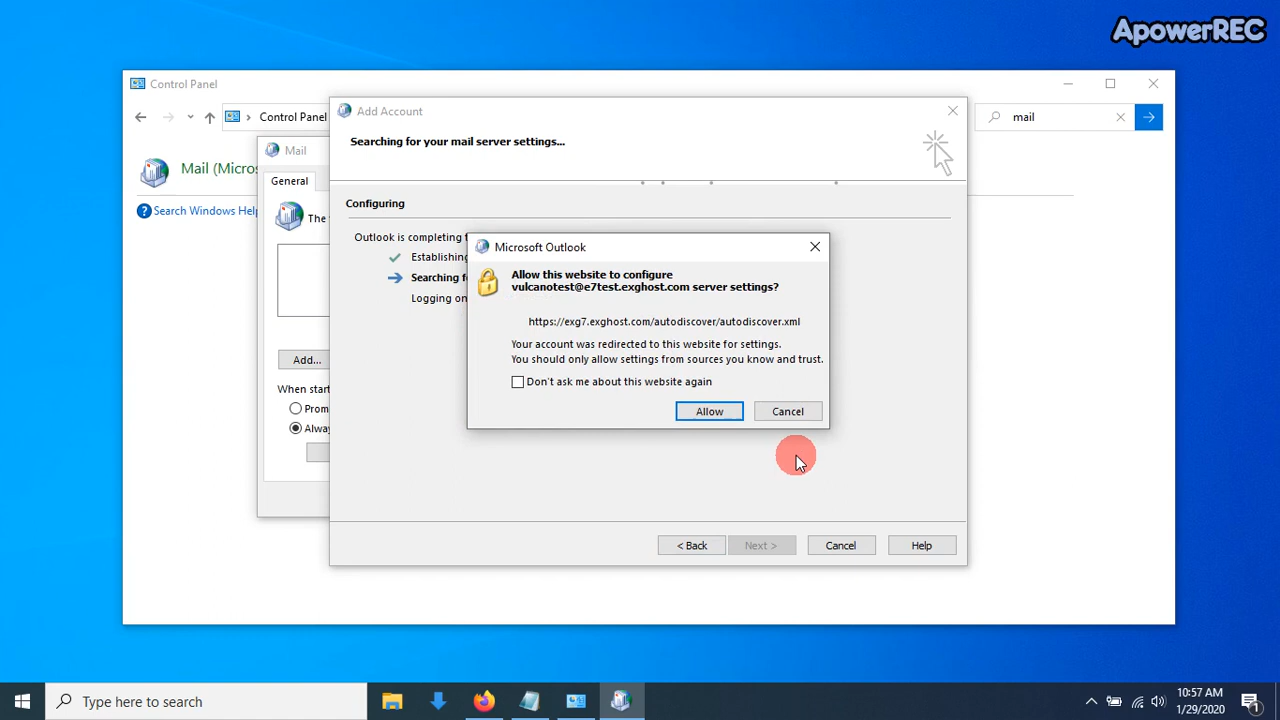 ApowerREC
Control Panel
Control Panel
mail
Add Account
Searching for your mail server settings...
Mail
Mail (Micros
General
Search Windows Help
The
Configuring
Outlook is completing
Establishing
Searching
Logging on
Microsoft Outlook
Allow this website to configure
vulcanotest@e7test.exghost.com server settings?
https://exg7.exghost.com/autodiscover/autodiscover.xml
Your account was redirected to this website for settings.
You should only allow settings from sources you know and trust.
Don't ask me about this website again
Allow
Cancel
Add...
When start
Prom
Alway
< Back
Next >
Cancel
Help
Type here to search
10:57 AM
1/29/2020
1